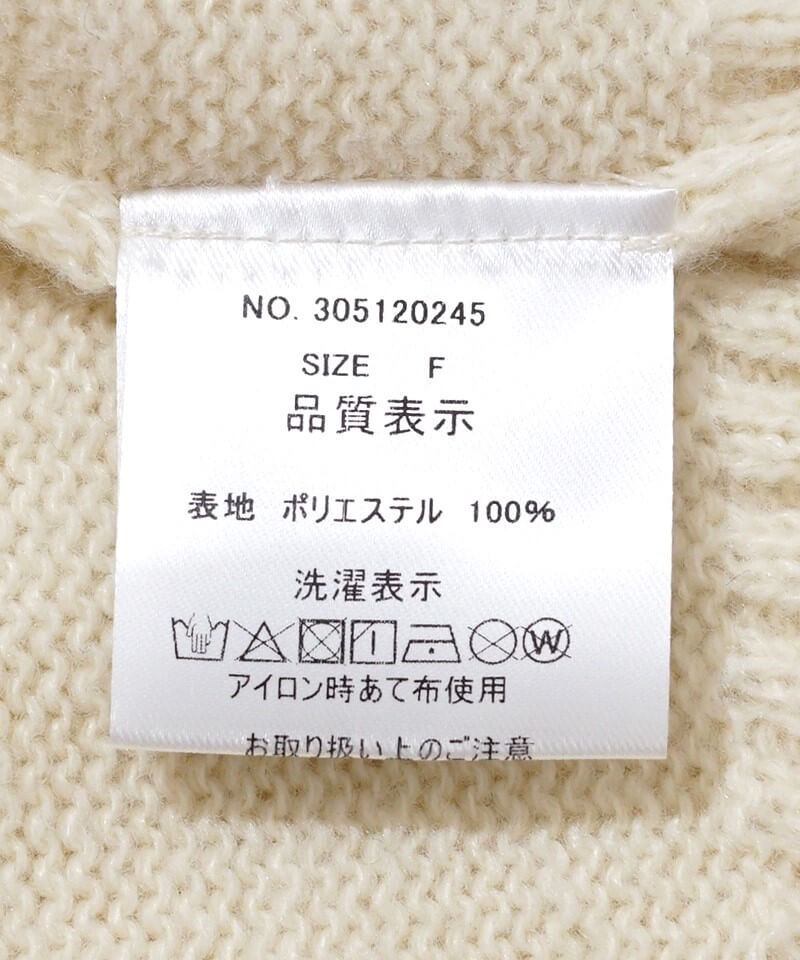 NO. 305120245
SIZE F
品質表示
表地 ポリエステル 100%
洗濯表示
W
アイロン時あて布使用
お取り扱い上のご注意